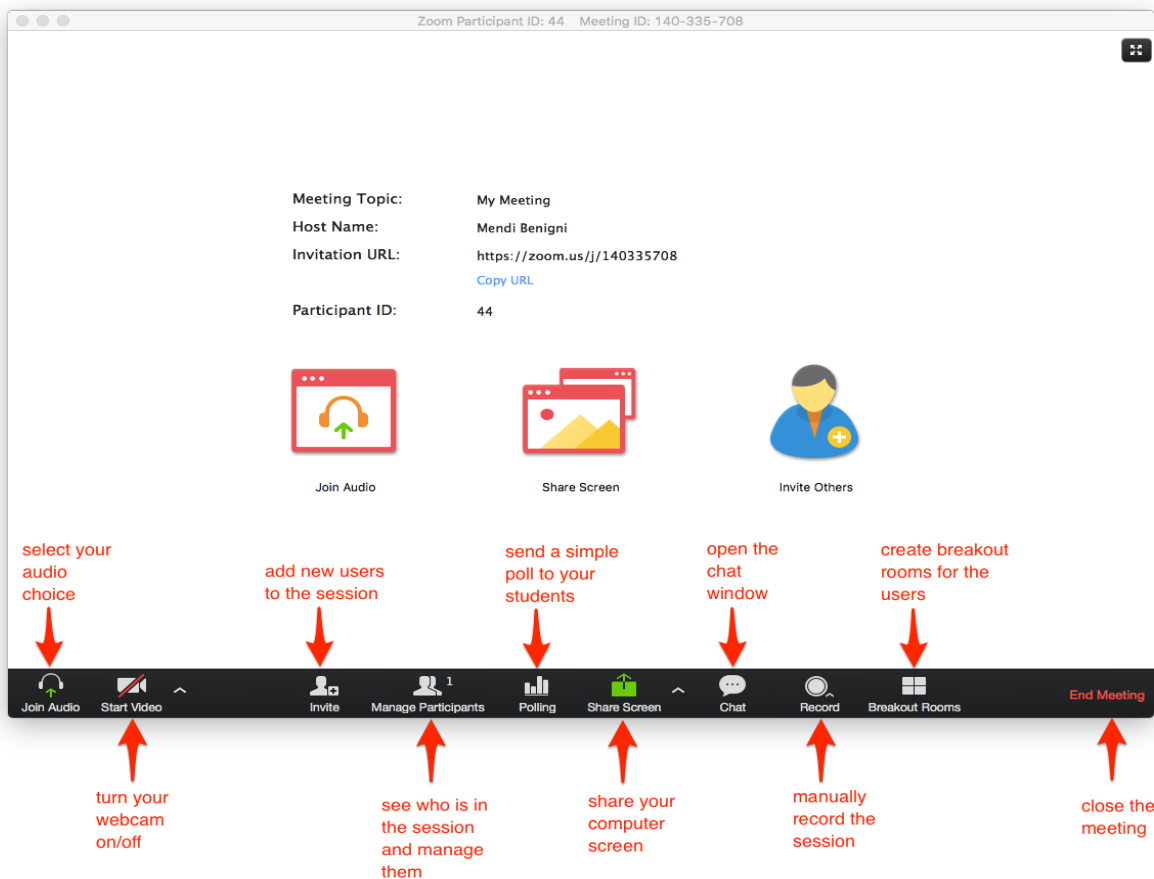 Zoom Participant ID: 44 Meeting ID: 140-335-708
Meeting Topic: My Meeting
Host Name: Mendi Benigni
Invitation URL: https://zoom.us/j/140335708
Copy URL
Participant ID: 44
Join Audio
Share Screen
Invite Others
select your
audio
choice
add new users
to the session
send a simple
poll to your
students
open the
chat
window
create breakout
rooms for the
users
Join Audio
Start Video
Invite
Manage Participants
1
Polling
Share Screen
Chat
Record
Breakout Rooms
End Meeting
turn your
webcam
on/off
see who is in
the session
and manage
them
share your
computer
screen
manually
record the
session
close the
meeting